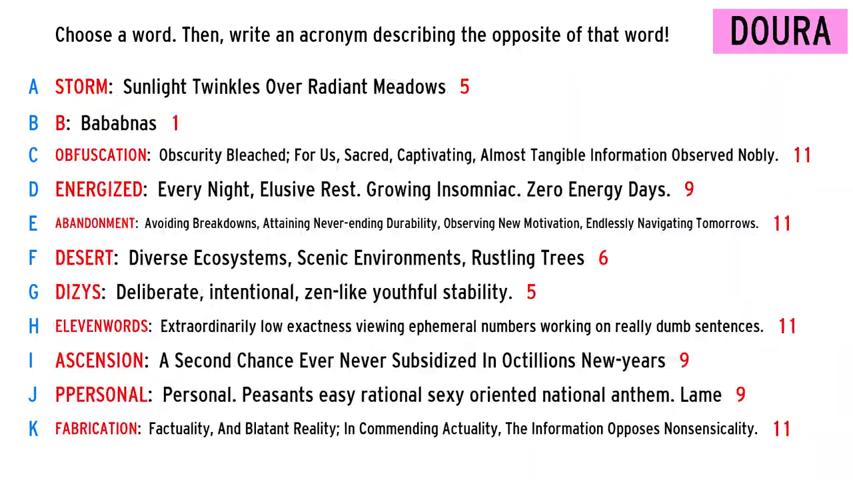 Choose a word. Then, write an acronym describing the opposite of that word!
DOURA
A STORM: Sunlight Twinkles Over Radiant Meadows 5
B B: Bababnas 1
C OBFUSCATION: Obscurity Bleached; For Us, Sacred, Captivating, Almost Tangible Information Observed Nobly. 11
D ENERGIZED: Every Night, Elusive Rest. Growing Insomniac. Zero Energy Days. 9
E ABANDONMENT: Avoiding Breakdowns, Attaining Never-ending Durability, Observing New Motivation, Endlessly Navigating Tomorrows. 11
F DESERT: Diverse Ecosystems, Scenic Environments, Rustling Trees 6
G DIZYS: Deliberate, intentional, zen-like youthful stability. 5
H ELEVENWORDS: Extraordinarily low exactness viewing ephemeral numbers working on really dumb sentences. 11
I ASCENSION: A Second Chance Ever Never Subsidized In Octillions New-years 9
J PPERSONAL: Personal. Peasants easy rational sexy oriented national anthem. Lame 9
K FABRICATION: Factuality, And Blatant Reality; In Commending Actuality, The Information Opposes Nonsensicality. 11